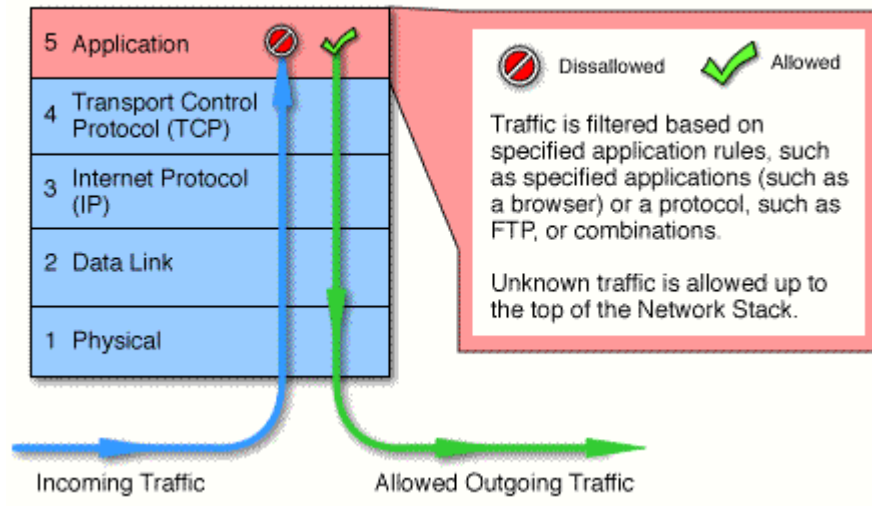 5 Application
4 Transport Control
Protocol (TCP)
3 Internet Protocol
(IP)
2 Data Link
1 Physical
Incoming Traffic
Allowed Outgoing Traffic
Dissallowed
Allowed
Traffic is filtered based on
specified application rules, such
as specified applications (such as
a browser) or a protocol, such as
FTP, or combinations.
Unknown traffic is allowed up to
the top of the Network Stack.